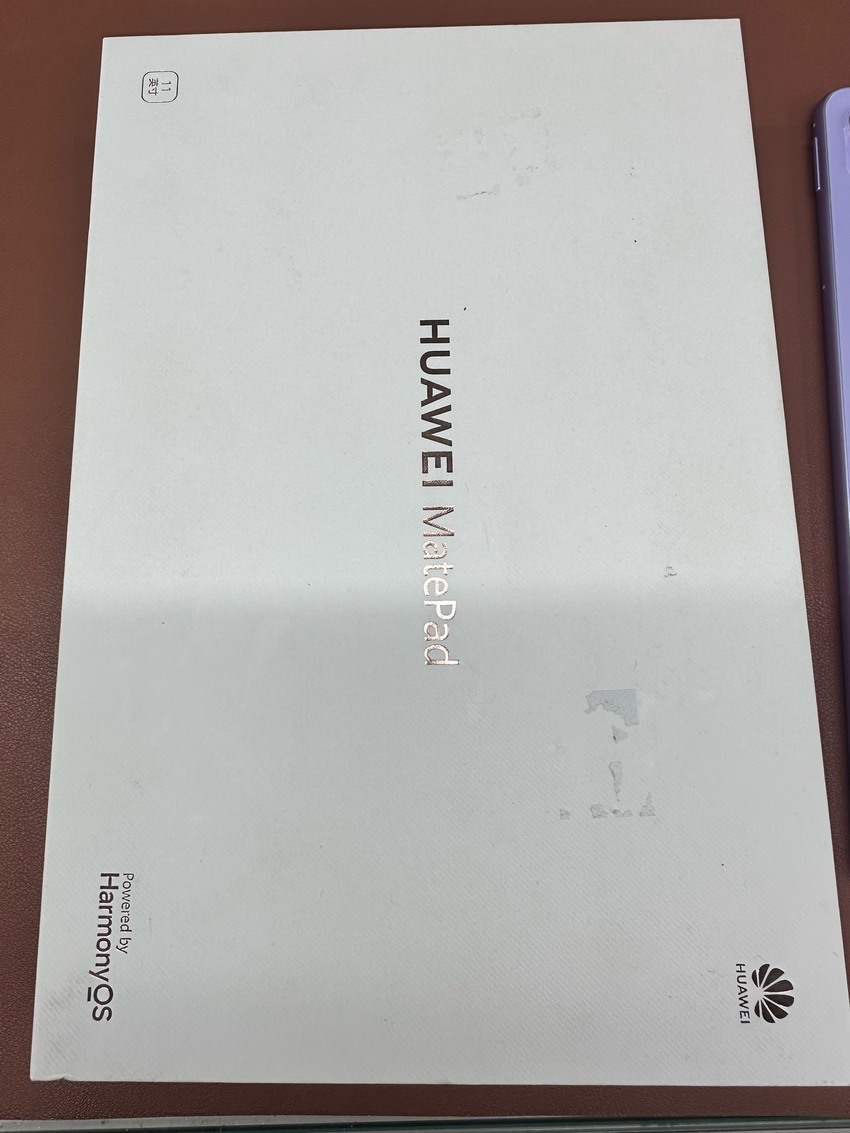 11
英寸
HUAWEI MatePad
Powered by
HarmonyOS
HUAWEI